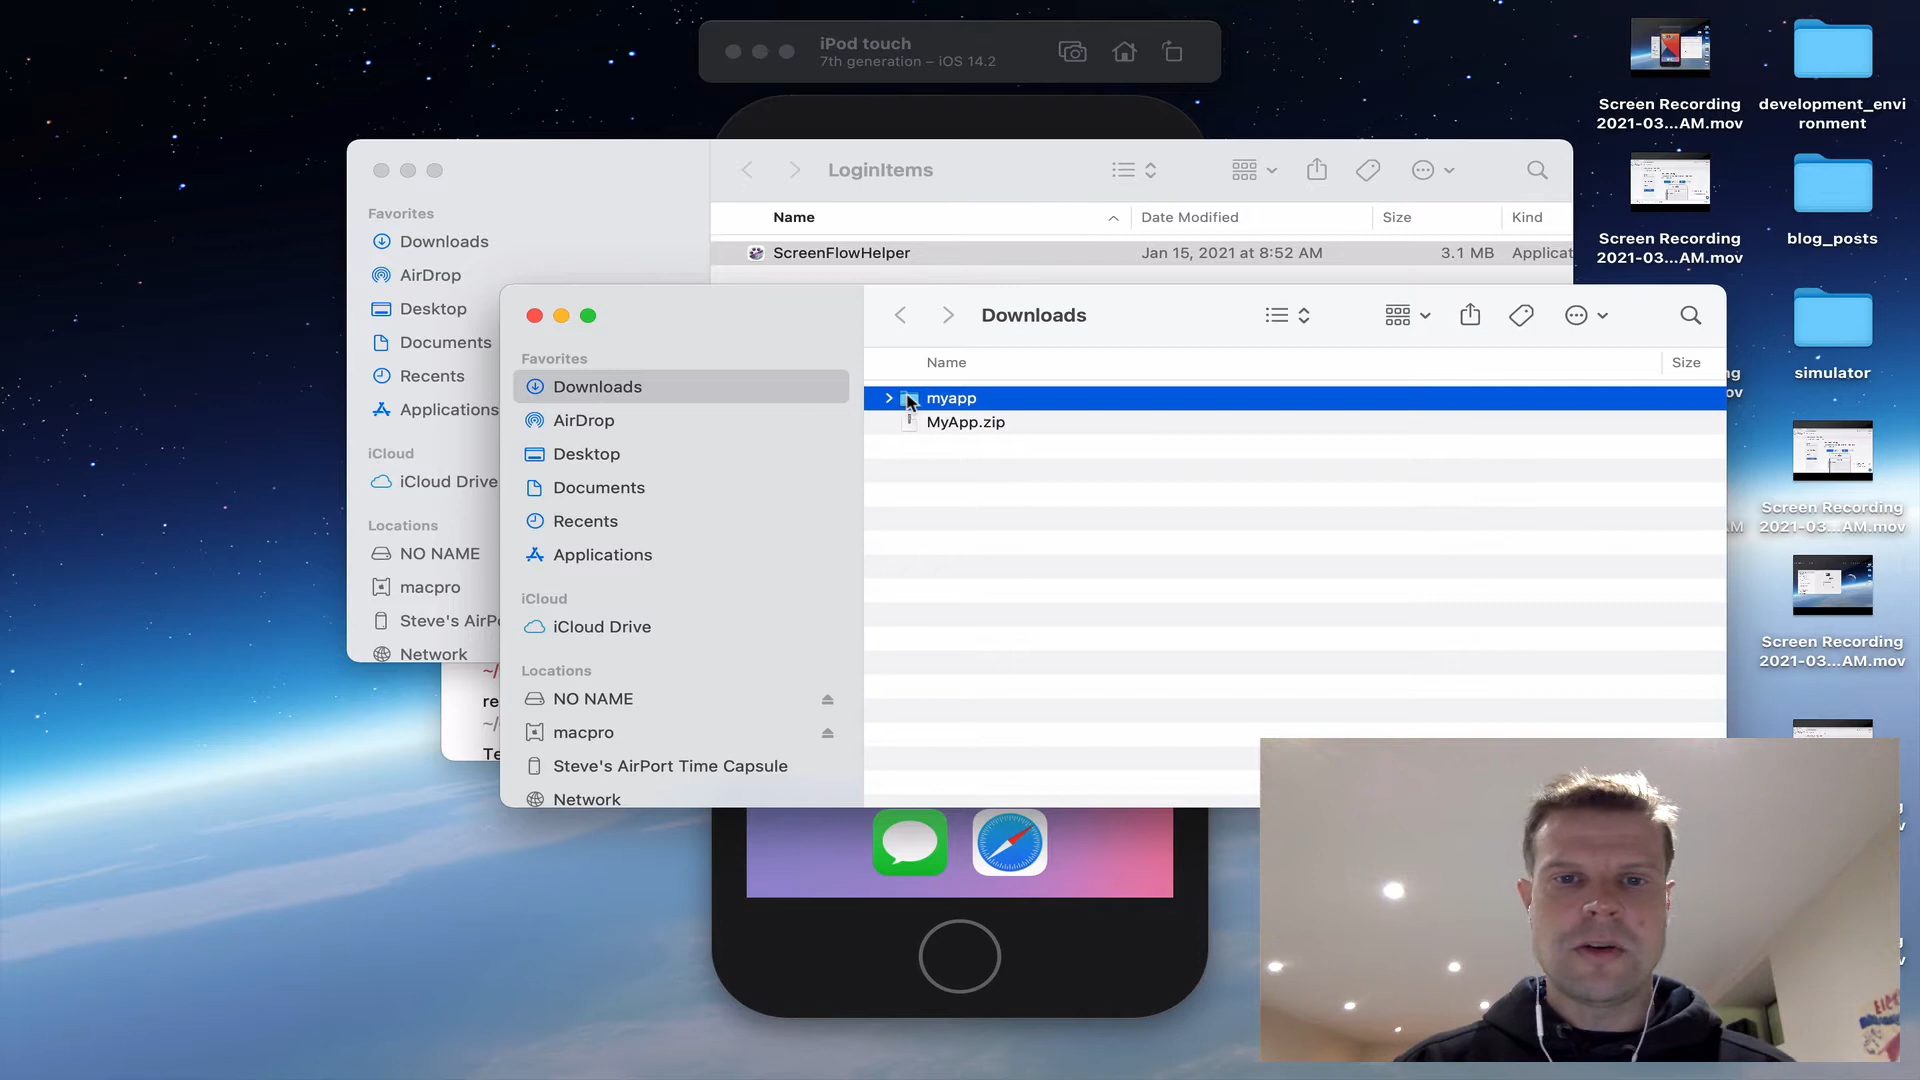 iPod touch
7th generation – iOS 14.2
Screen Recording
2021-03...AM.mov
development_envi
ronment
Screen Recording
2021-03...AM.mov
blog_posts
simulator
Screen Recording
2021-03...AM.mov
Screen Recording
2021-03...AM.mov
LoginItems
Favorites
Downloads
AirDrop
Desktop
Documents
Recents
Applications
iCloud
iCloud Drive
Locations
NO NAME
macpro
Steve's AirP
Network
Name
Date Modified
Size
Kind
ScreenFlowHelper
Jan 15, 2021 at 8:52 AM
3.1 MB
Applicat
Downloads
Favorites
Downloads
AirDrop
Desktop
Documents
Recents
Applications
iCloud
iCloud Drive
Locations
NO NAME
macpro
Steve's AirPort Time Capsule
Network
Name
Size
myapp
MyApp.zip
~/
re
~/
Te